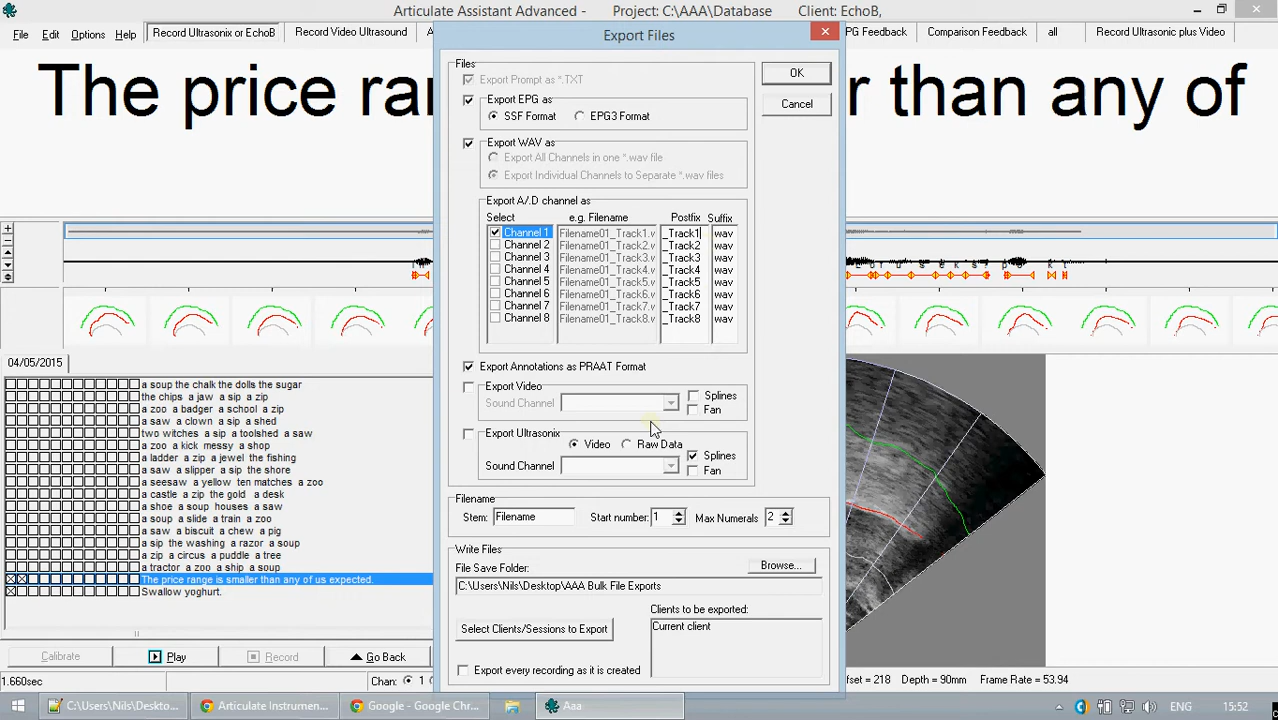 Articulate Assistant Advanced - Project: C:\AAA\Database Client: EchoB,
File Edit Options Help Record Ultrasonix or EchoB Record Video Ultrasound PG Feedback Comparison Feedback all Record Ultrasonic plus Video
The price ra r than any of
Export Files
Files
Export Prompt as *.TXT
OK
Export EPG as
SSF Format EPG3 Format
Cancel
Export WAV as
Export All Channels in one *.wav file
Export Individual Channels to Separate *.wav files
Export A/.D channel as
Select e.g. Filename Postfix Suffix
Channel 1 Filename01_Track1.v _Track1 wav
Channel 2 Filename01_Track2.v _Track2 wav
Channel 3 Filename01_Track3.v _Track3 wav
Channel 4 Filename01_Track4.v _Track4 wav
Channel 5 Filename01_Track5.v _Track5 wav
Channel 6 Filename01_Track6.v _Track6 wav
Channel 7 Filename01_Track7.v _Track7 wav
Channel 8 Filename01_Track8.v _Track8 wav
Export Annotations as PRAAT Format
Export Video
Sound Channel
Splines
Fan
Export Ultrasonix
Video Raw Data
Sound Channel
Splines
Fan
Filename
Stem: Filename Start number: 1 Max Numerals 2
Write Files
File Save Folder: Browse...
C:\Users\Nils\Desktop\AAA Bulk File Exports
Clients to be exported:
Current client
Select Clients/Sessions to Export
Export every recording as it is created
04/05/2015
a soup the chalk the dolls the sugar
the chips a jaw a sip a zip
a zoo a badger a school a zip
a saw a clown a sip a shed
two witches a sip a toolshed a saw
a zoo a kick messy a shop
a ladder a zip a jewel the fishing
a saw a slipper a sip the shore
a seesaw a yellow ten matches a zoo
a castle a zip the gold a desk
a shoe a soup houses a saw
a soup a slide a train a zoo
a saw a biscuit a chew a pig
a sip the washing a razor a soup
a zip a circus a puddle a tree
a tractor a zoo a ship a soup
The price range is smaller than any of us expected.
Swallow yoghurt.
Calibrate Play Record Go Back
1.660sec Chan: 1
ffset = 218 Depth = 90mm Frame Rate = 53.94
C:\Users\Nils\Deskto... Articulate Instrumen... Google - Google Chr... Aaa ENG 15:52